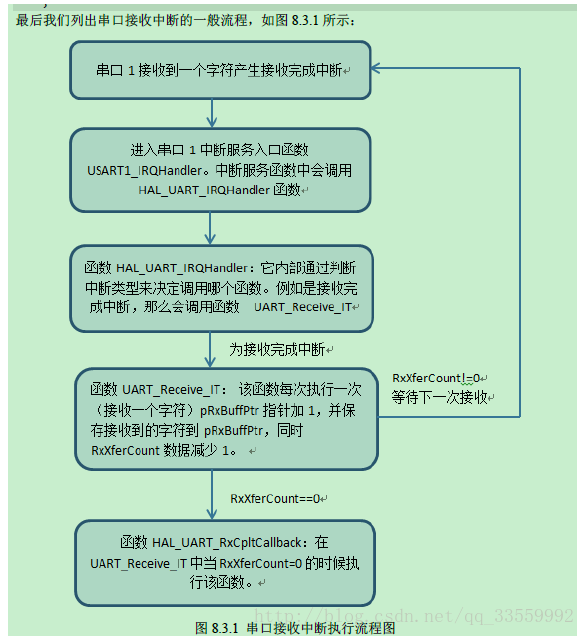 最后我们列出串口接收中断的一般流程，如图 8.3.1 所示：
串口 1 接收到一个字符产生接收完成中断
进入串口 1 中断服务入口函数
USART1_IRQHandler。中断服务函数中会调用
HAL_UART_IRQHandler 函数
函数 HAL_UART_IRQHandler：它内部通过判断
中断类型来决定调用哪个函数。例如是接收完
成中断，那么会调用函数 UART_Receive_IT
为接收完成中断
函数 UART_Receive_IT： 该函数每次执行一次
（接收一个字符）pRxBuffPtr 指针加 1，并保
存接收到的字符到 pRxBuffPtr，同时
RxXferCount 数据减少 1。
RxXferCount!=0
等待下一次接收
RxXferCount==0
函数 HAL_UART_RxCpltCallback：在
UART_Receive_IT 中当 RxXferCount=0 的时候执
行该函数。
http://blog.csdn.net/qq_33559992
图 8.3.1 串口接收中断执行流程图